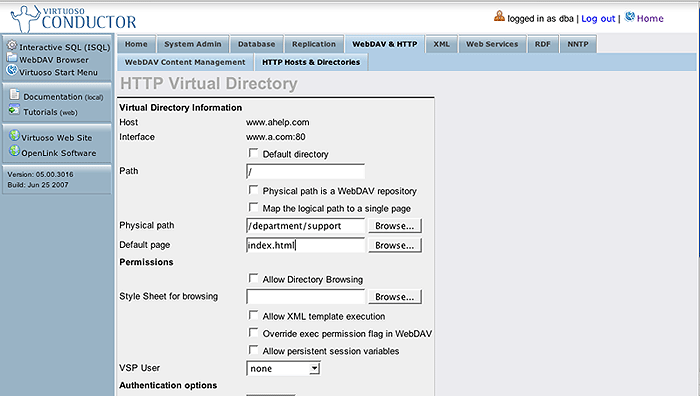 VIRTUOSO
CONDUCTOR
logged in as dba | Log out | Home
Interactive SQL (ISQL)
WebDAV Browser
Virtuoso Start Menu
Documentation (local)
Tutorials (web)
Virtuoso Web Site
OpenLink Software
Version: 05.00.3016
Build: Jun 25 2007
Home System Admin Database Replication WebDAV & HTTP XML Web Services RDF NNTP
WebDAV Content Management HTTP Hosts & Directories
HTTP Virtual Directory
Virtual Directory Information
Host www.ahelp.com
Interface www.a.com:80
Default directory
Path /
Physical path is a WebDAV repository
Map the logical path to a single page
Physical path /department/support Browse...
Default page index.html Browse...
Permissions
Allow Directory Browsing
Style Sheet for browsing Browse...
Allow XML template execution
Override exec permission flag in WebDAV
Allow persistent session variables
VSP User none
Authentication options